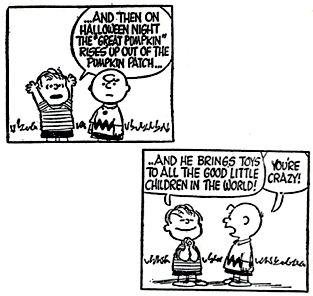 ...AND THEN ON
HALLOWEEN NIGHT
THE "GREAT PUMPKIN"
RISES UP OUT OF THE
PUMPKIN PATCH...
..AND HE BRINGS TOYS
TO ALL THE GOOD LITTLE
CHILDREN IN THE WORLD!
YOU'RE
CRAZY!